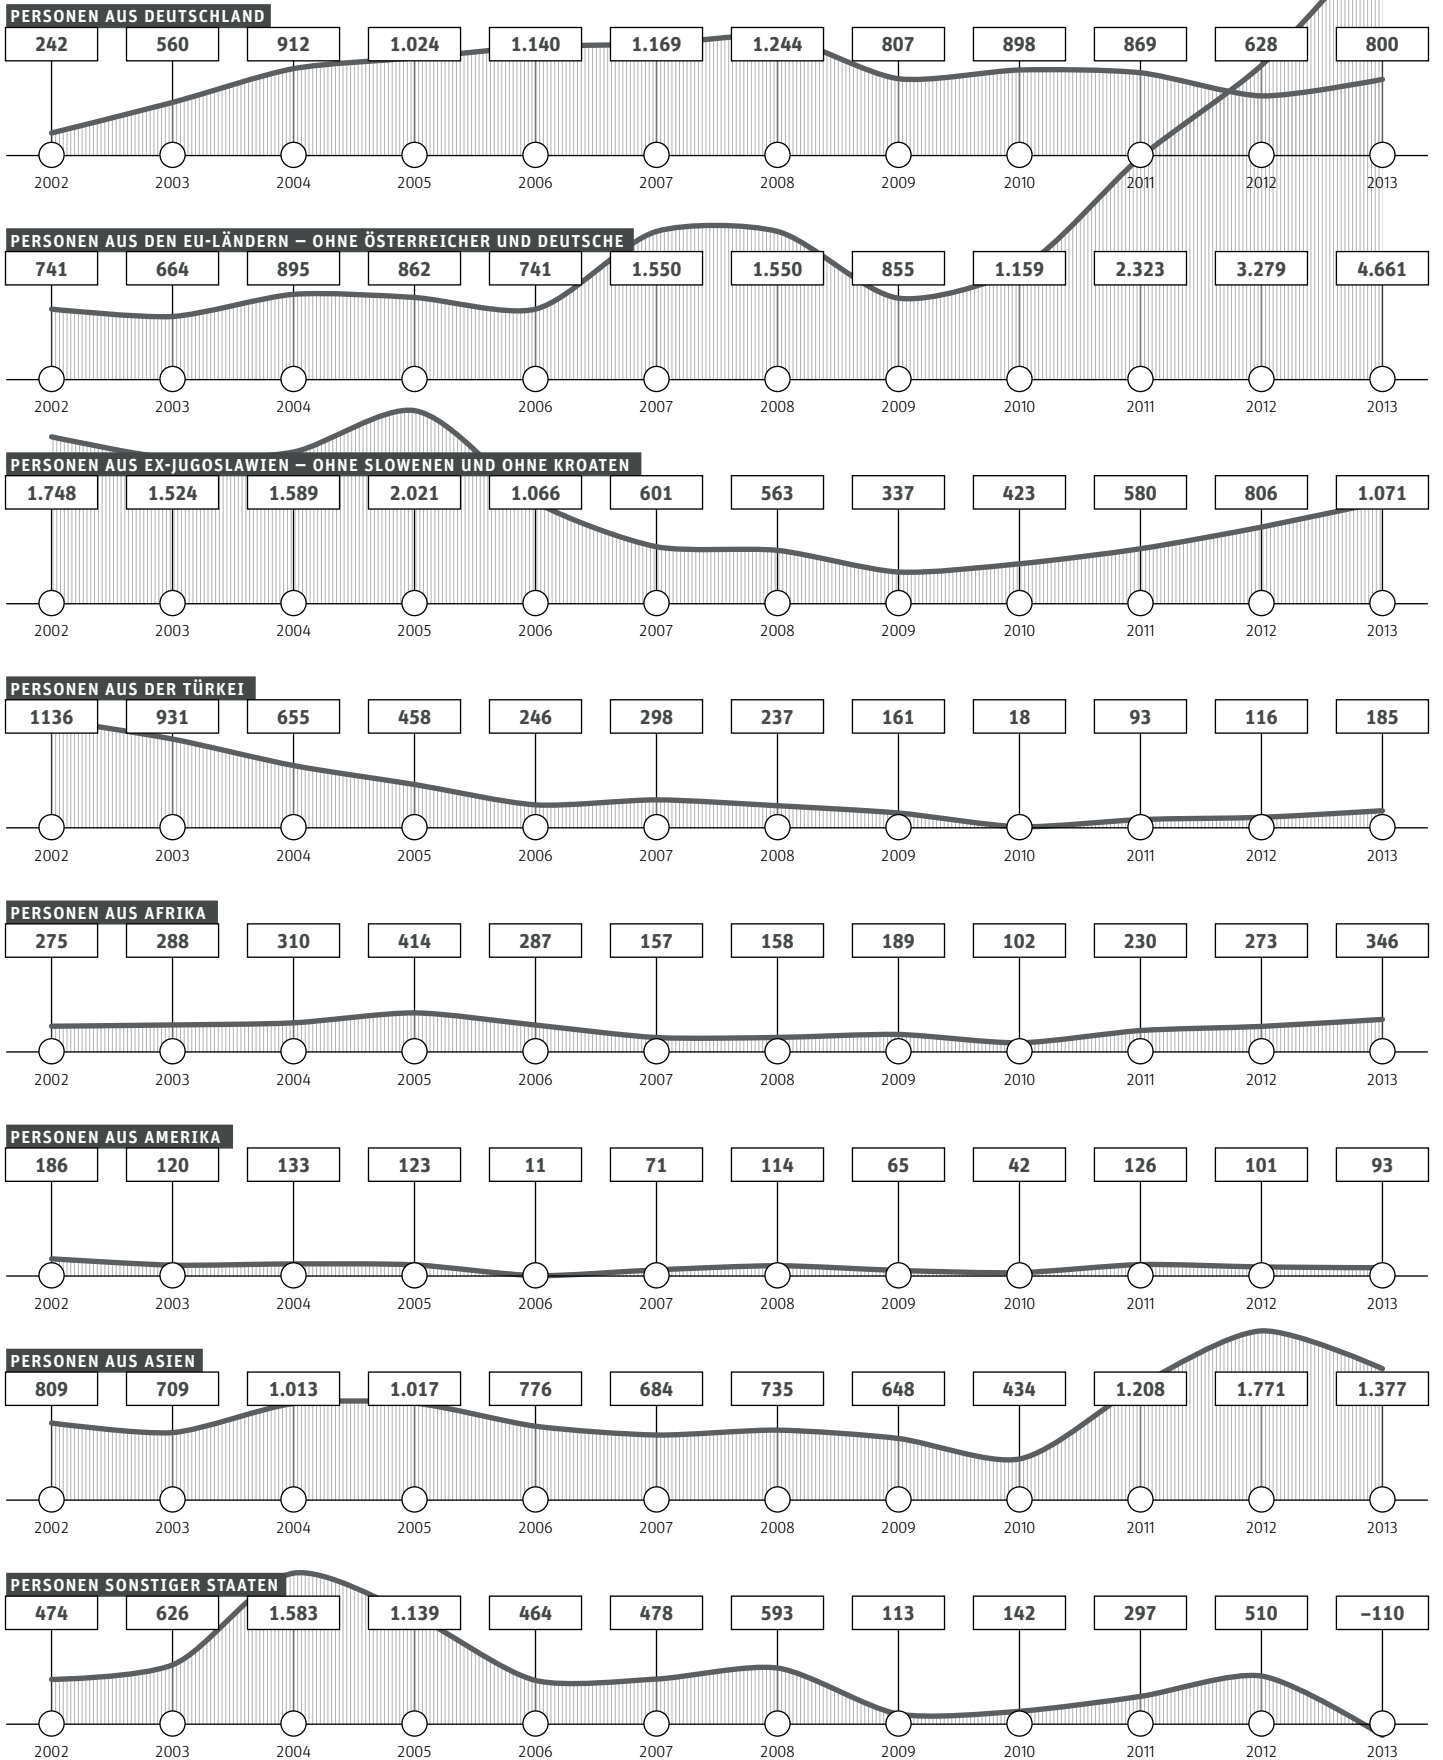 PERSONEN AUS DEUTSCHLAND
242 560 912 1.024 1.140 1.169 1.244 807 898 869 628 800
2002 2003 2004 2005 2006 2007 2008 2009 2010 2011 2012 2013
PERSONEN AUS DEN EU-LÄNDERN – OHNE ÖSTERREICHER UND DEUTSCHE
741 664 895 862 741 1.550 1.550 855 1.159 2.323 3.279 4.661
2002 2003 2004 2006 2007 2008 2009 2010 2011 2012 2013
PERSONEN AUS EX-JUGOSLAWIEN – OHNE SLOWENEN UND OHNE KROATEN
1.748 1.524 1.589 2.021 1.066 601 563 337 423 580 806 1.071
2002 2003 2004 2005 2006 2007 2008 2009 2010 2011 2012 2013
PERSONEN AUS DER TÜRKEI
1136 931 655 458 246 298 237 161 18 93 116 185
2002 2003 2004 2005 2006 2007 2008 2009 2010 2011 2012 2013
PERSONEN AUS AFRIKA
275 288 310 414 287 157 158 189 102 230 273 346
2002 2003 2004 2005 2006 2007 2008 2009 2010 2011 2012 2013
PERSONEN AUS AMERIKA
186 120 133 123 11 71 114 65 42 126 101 93
2002 2003 2004 2005 2006 2007 2008 2009 2010 2011 2012 2013
PERSONEN AUS ASIEN
809 709 1.013 1.017 776 684 735 648 434 1.208 1.771 1.377
2002 2003 2004 2005 2006 2007 2008 2009 2010 2011 2012 2013
PERSONEN SONSTIGER STAATEN
474 626 1.583 1.139 464 478 593 113 142 297 510 –110
2002 2003 2004 2005 2006 2007 2008 2009 2010 2011 2012 2013